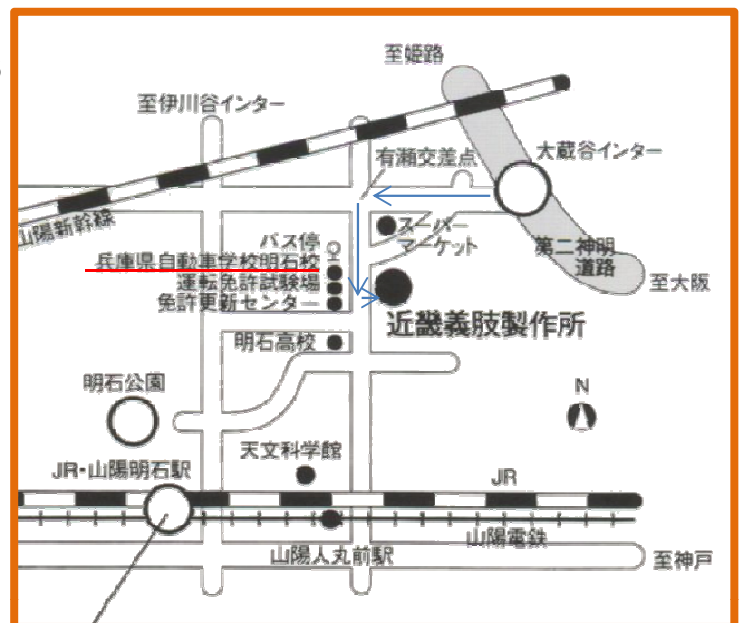 至姫路
至伊川谷インター
有瀬交差点
大蔵谷インター
山陽新幹線
スーパー
マーケット
バス停
第二神明
道路
兵庫県自動車学校明石校
運転免許試験場
至大阪
免許更新センター
近畿義肢製作所
明石高校
明石公園
N
天文科学館
JR・山陽明石駅
JR
山陽電鉄
山陽人丸前駅
至神戸